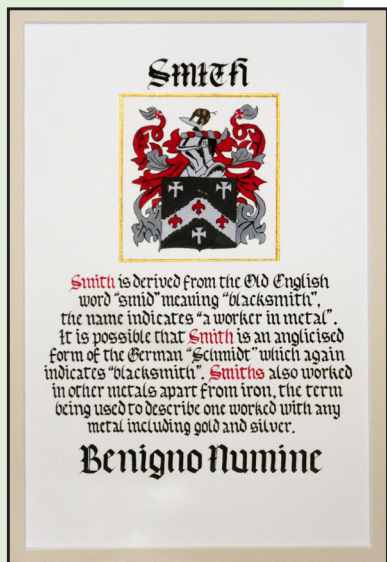 Smith
Smith is derived from the Old English
word "smid" meaning "blacksmith",
the name indicates "a worker in metal".
It is possible that Smith is an anglicised
form of the German "Schmidt" which again
indicates "blacksmith". Smiths also worked
in other metals apart from iron, the term
being used to describe one worked with any
metal including gold and silver.
Benigno Numine